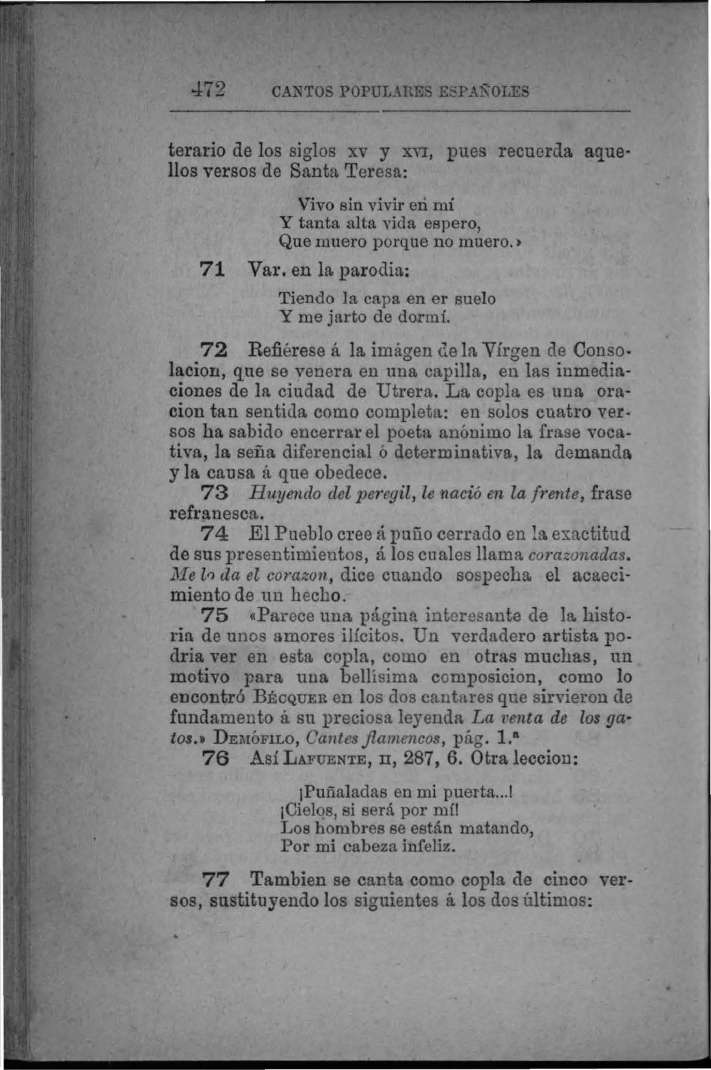 472 CANTOS POPULARES ESPAÑOLES
terario de los siglos XV y XVI, pues recuerda aque-
llos versos de Santa Teresa:
Vivo sin vivir en mí
Y tanta alta vida espero,
Que muero porque no muero.»
71 Var. en la parodia:
Tiendo la capa en er suelo
Y me jarto de dormí.
72 Refiérese á la imágen de la Vírgen de Conso-
lacion, que se venera en una capilla, en las inmedia-
ciones de la ciudad de Utrera. La copla es una ora-
cion tan sentida como completa: en solos cuatro ver-
sos ha sabido encerrar el poeta anónimo la frase voca-
tiva, la seña diferencial ó determinativa, la demanda
y la causa á que obedece.
73 Huyendo del peregil, le nació en la frente, frase
refranesca.
74 El Pueblo cree á puño cerrado en la exactitud
de sus presentimientos, á los cuales llama corazonadas.
Me lo da el corazon, dice cuando sospecha el acaeci-
miento de un hecho.
75 «Parece una página interesante de la histo-
ria de unos amores ilícitos. Un verdadero artista po-
dria ver en esta copla, como en otras muchas, un
motivo para una bellísima composicion, como lo
encontró BÉCQUER en los dos cantares que sirvieron de
fundamento á su preciosa leyenda La venta de los ga-
tos.» DEMÓFILO, Cantes flamencos, pág. 1.ª
76 Así LAFUENTE, II, 287, 6. Otra leccion:
¡Puñaladas en mi puerta...!
¡Cielos, si será por mí!
Los hombres se están matando,
Por mi cabeza infeliz.
77 Tambien se canta como copla de cinco ver-
sos, sustituyendo los siguientes á los dos últimos: